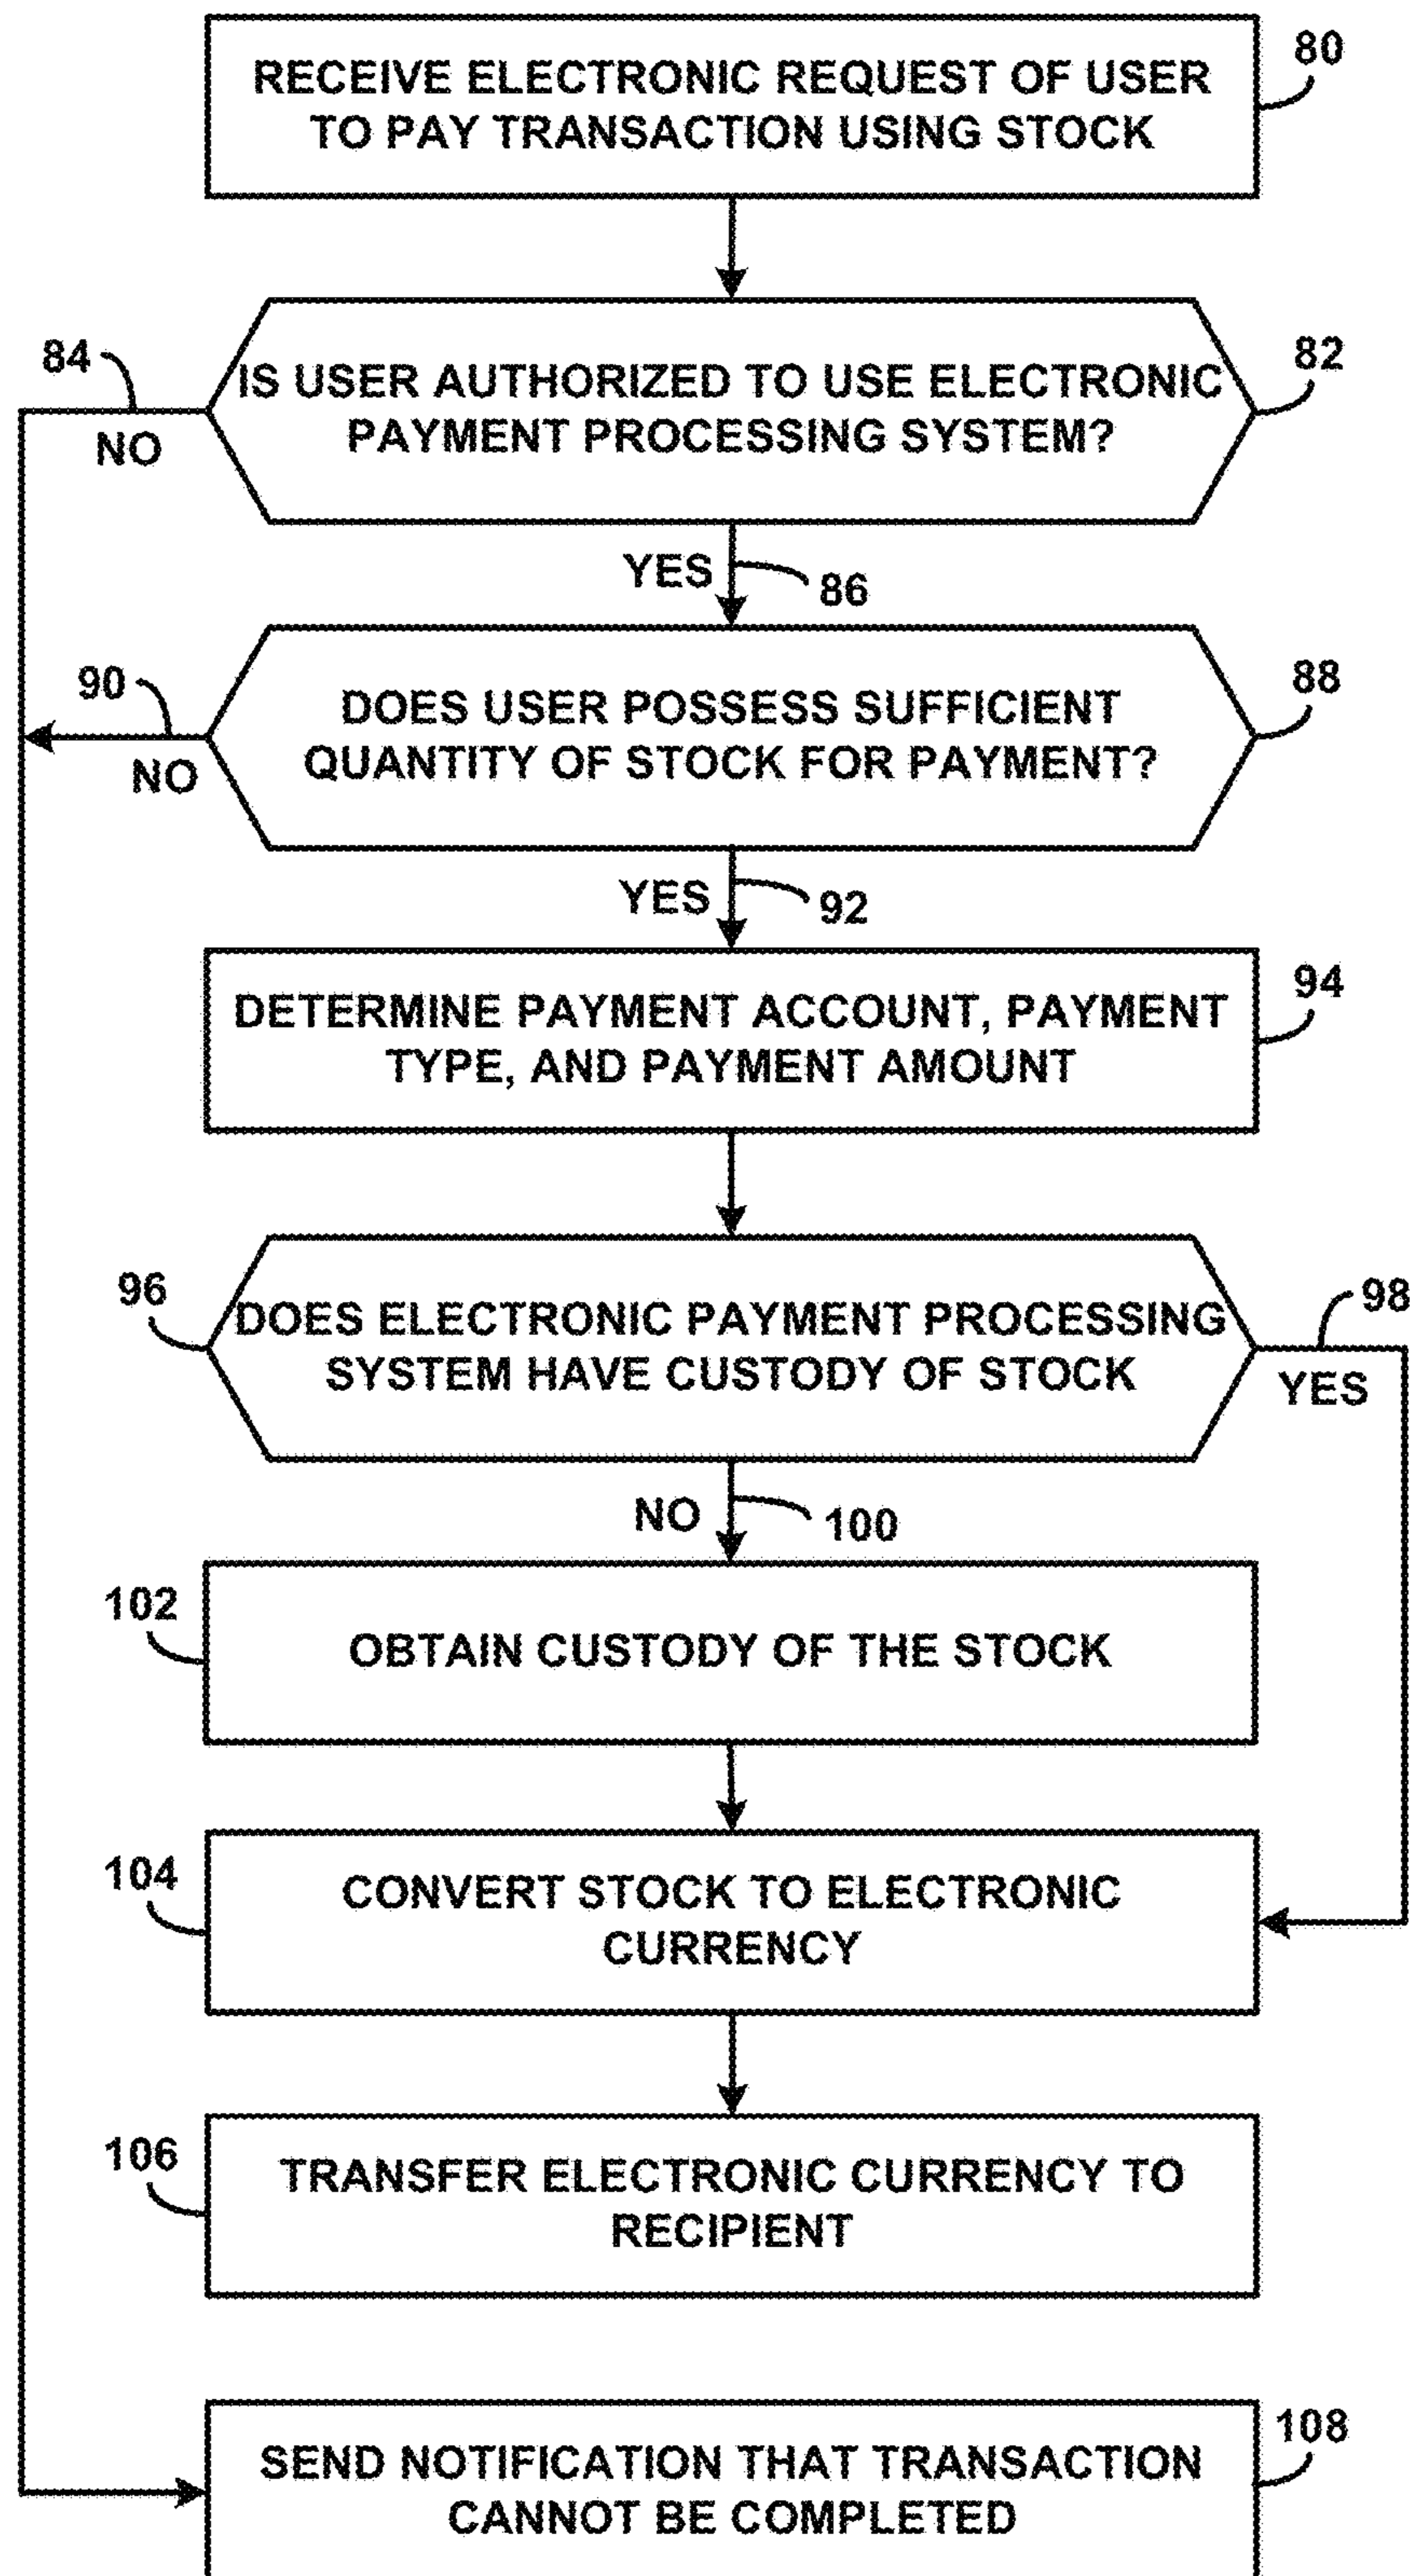 RECEIVE ELECTRONIC REQUEST OF USER
TO PAY TRANSACTION USING STOCK
80
IS USER AUTHORIZED TO USE ELECTRONIC
PAYMENT PROCESSING SYSTEM?
82
84
NO
YES
86
DOES USER POSSESS SUFFICIENT
QUANTITY OF STOCK FOR PAYMENT?
88
90
NO
YES
92
DETERMINE PAYMENT ACCOUNT, PAYMENT
TYPE, AND PAYMENT AMOUNT
94
96
DOES ELECTRONIC PAYMENT PROCESSING
SYSTEM HAVE CUSTODY OF STOCK
98
YES
NO
100
102
OBTAIN CUSTODY OF THE STOCK
104
CONVERT STOCK TO ELECTRONIC
CURRENCY
106
TRANSFER ELECTRONIC CURRENCY TO
RECIPIENT
108
SEND NOTIFICATION THAT TRANSACTION
CANNOT BE COMPLETED